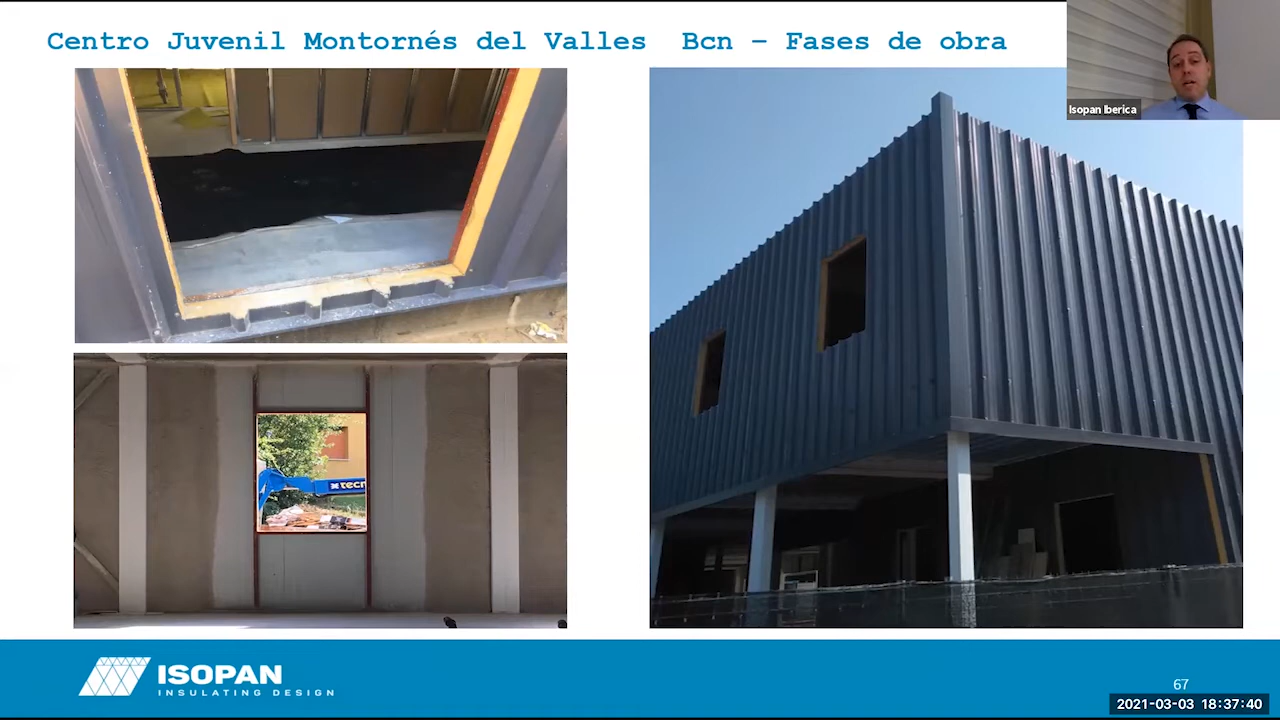 Centro Juvenil Montornés del Valles  Bcn – Fases de obra
Isopan Iberica
tecn
ISOPAN
INSULATING DESIGN
67
2021-03-03 18:37:40